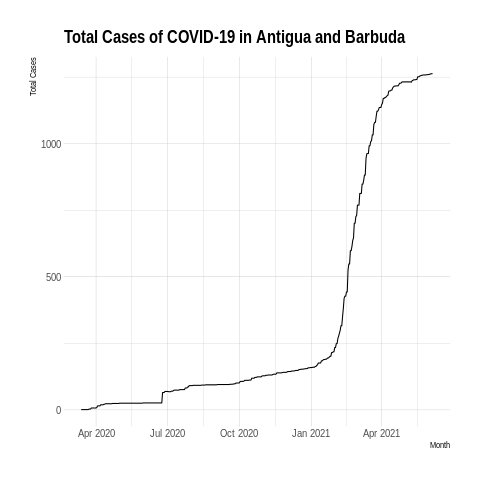 Total Cases of COVID-19 in Antigua and Barbuda
Total Cases
1000
500
0
Apr 2020 Jul 2020 Oct 2020 Jan 2021 Apr 2021
Month